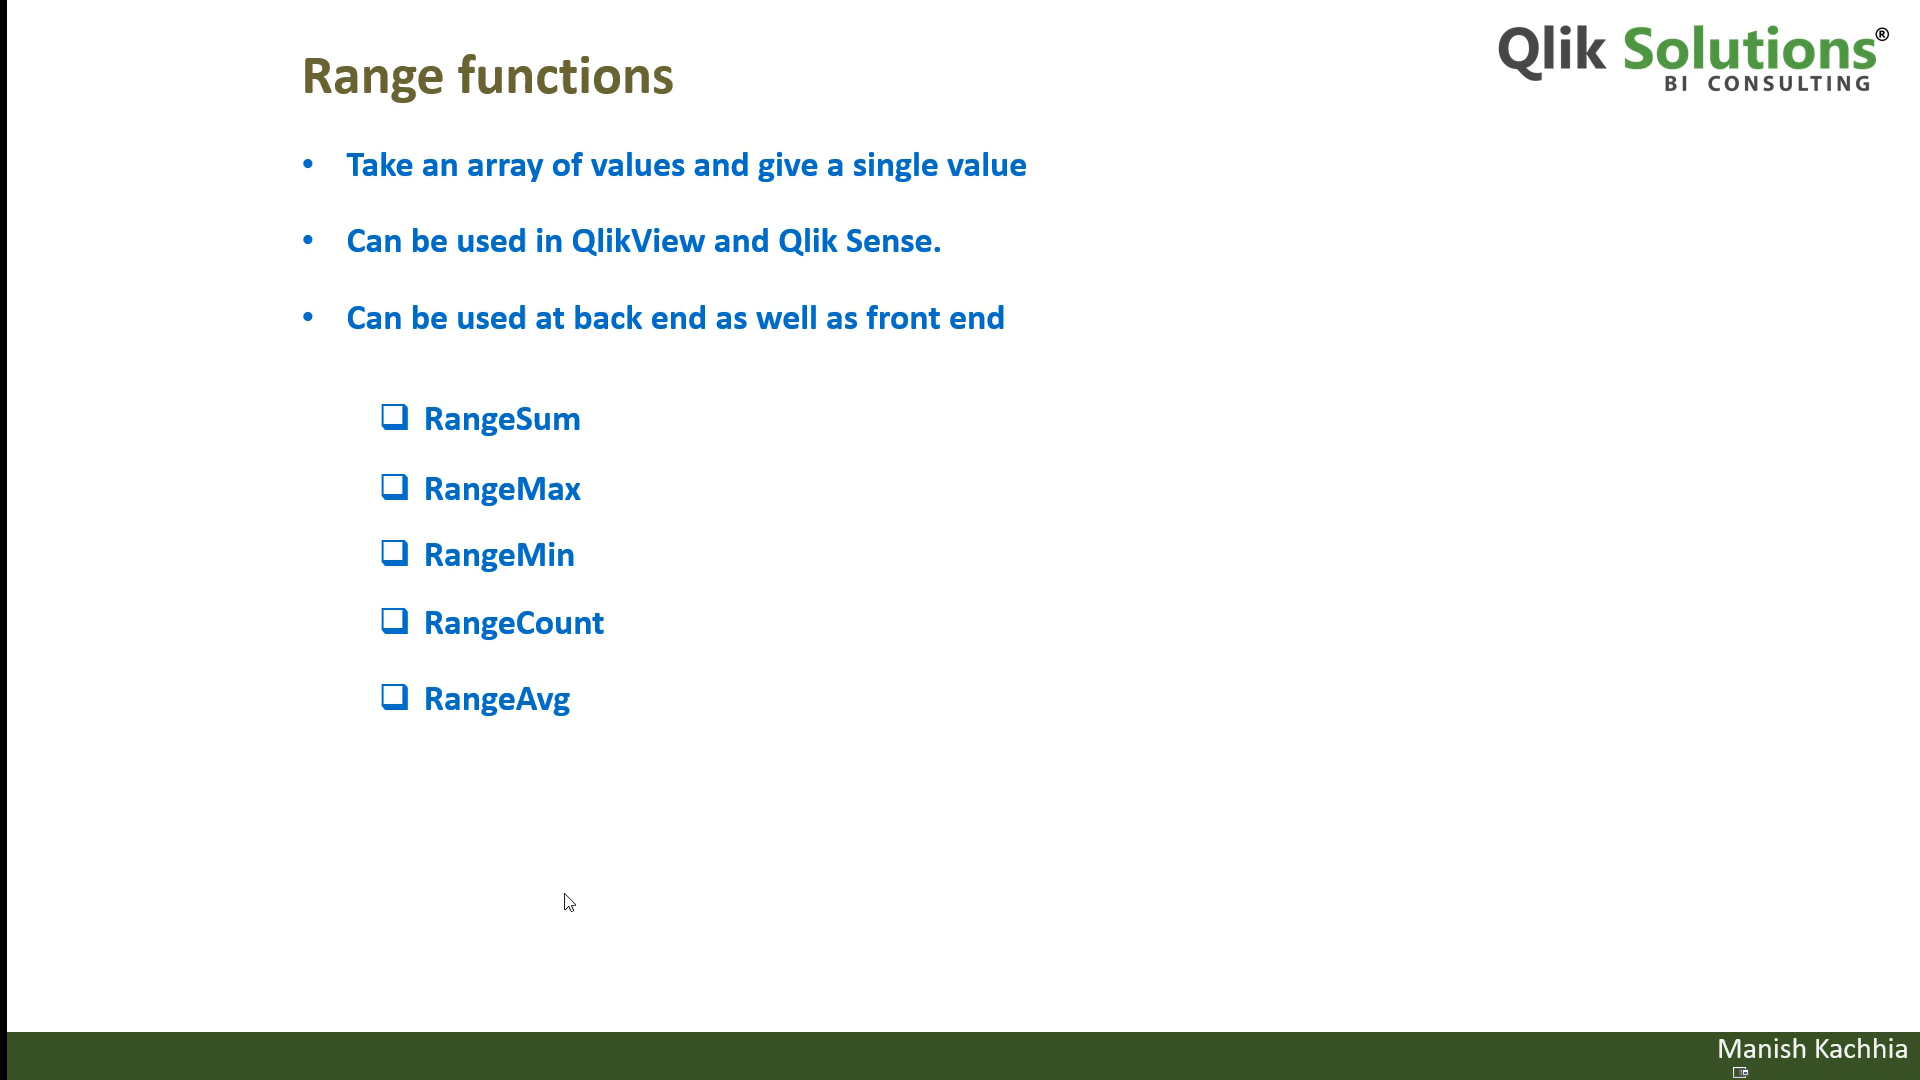 Qlik Solutions®
BI CONSULTING
Range functions
• Take an array of values and give a single value
• Can be used in QlikView and Qlik Sense.
• Can be used at back end as well as front end
❑ RangeSum
❑ RangeMax
❑ RangeMin
❑ RangeCount
❑ RangeAvg
Manish Kachhia